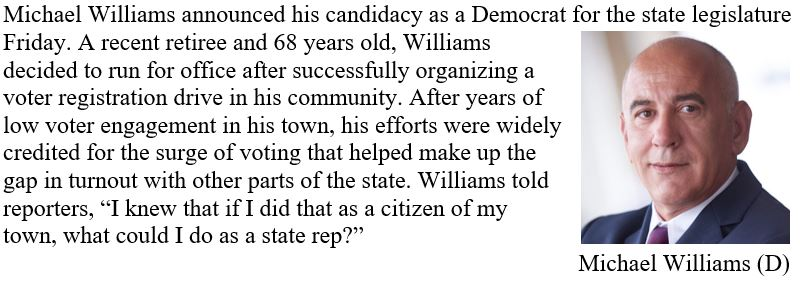 Michael Williams announced his candidacy as a Democrat for the state legislature
Friday. A recent retiree and 68 years old, Williams
decided to run for office after successfully organizing a
voter registration drive in his community. After years of
low voter engagement in his town, his efforts were widely
credited for the surge of voting that helped make up the
gap in turnout with other parts of the state. Williams told
reporters, “I knew that if I did that as a citizen of my
town, what could I do as a state rep?”
Michael Williams (D)